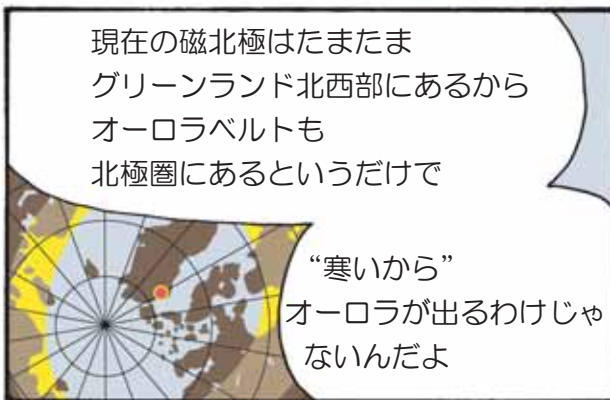 現在の磁北極はたまたま
グリーンランド北西部にあるから
オーロラベルトも
北極圏にあるというだけで
“寒いから”
オーロラが出るわけじゃ
ないんだよ